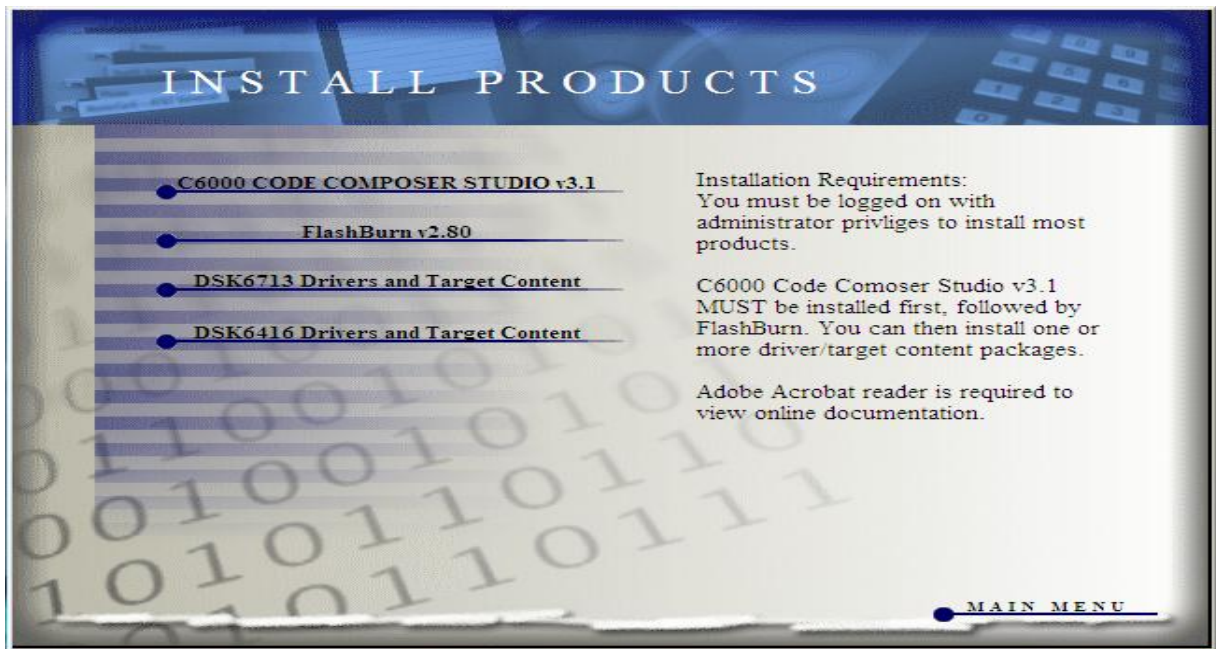 INSTALL PRODUCTS
C6000 CODE COMPOSER STUDIO v3.1
FlashBurn v2.80
DSK6713 Drivers and Target Content
DSK6416 Drivers and Target Content
Installation Requirements:
You must be logged on with
administrator privliges to install most
products.
C6000 Code Comoser Studio v3.1
MUST be installed first, followed by
FlashBurn. You can then install one or
more driver/target content packages.
Adobe Acrobat reader is required to
view online documentation.
MAIN MENU